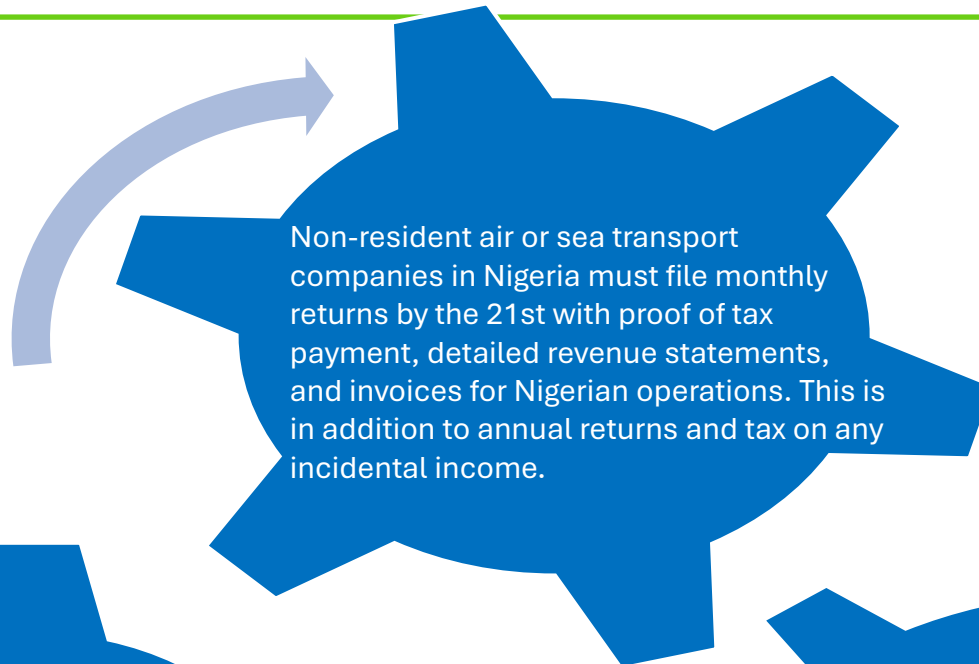 Non-resident air or sea transport
companies in Nigeria must file monthly
returns by the 21st with proof of tax
payment, detailed revenue statements,
and invoices for Nigerian operations. This is
in addition to annual returns and tax on any
incidental income.